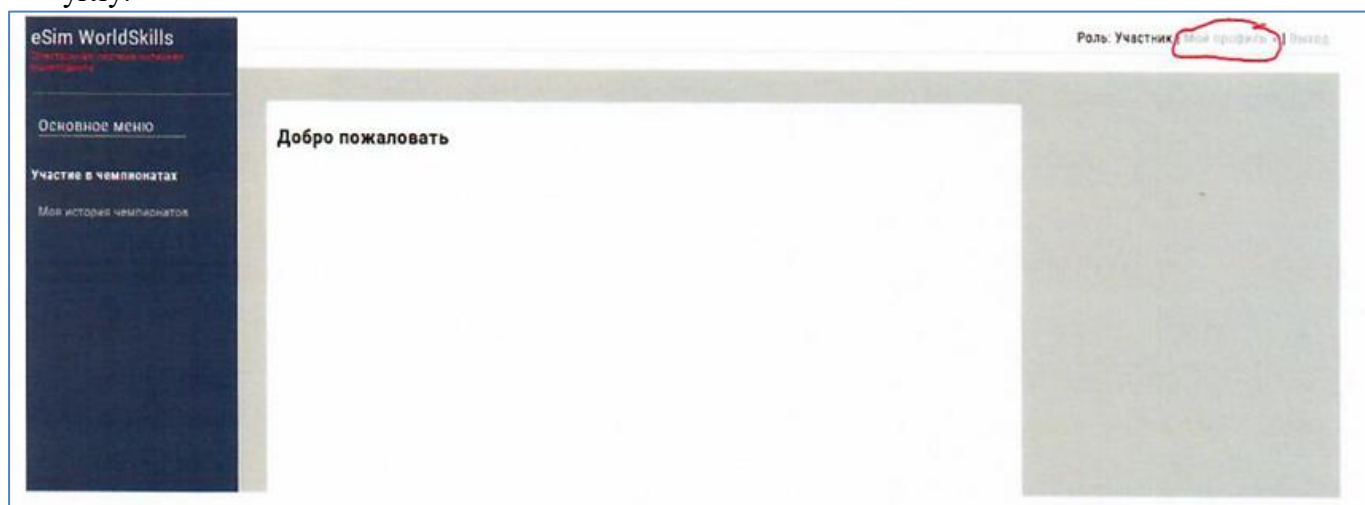 eSim WorldSkills
Роль: Участник | Мой профиль | Выход
Основное меню
Добро пожаловать
Участие в чемпионатах
Моя история чемпионатов